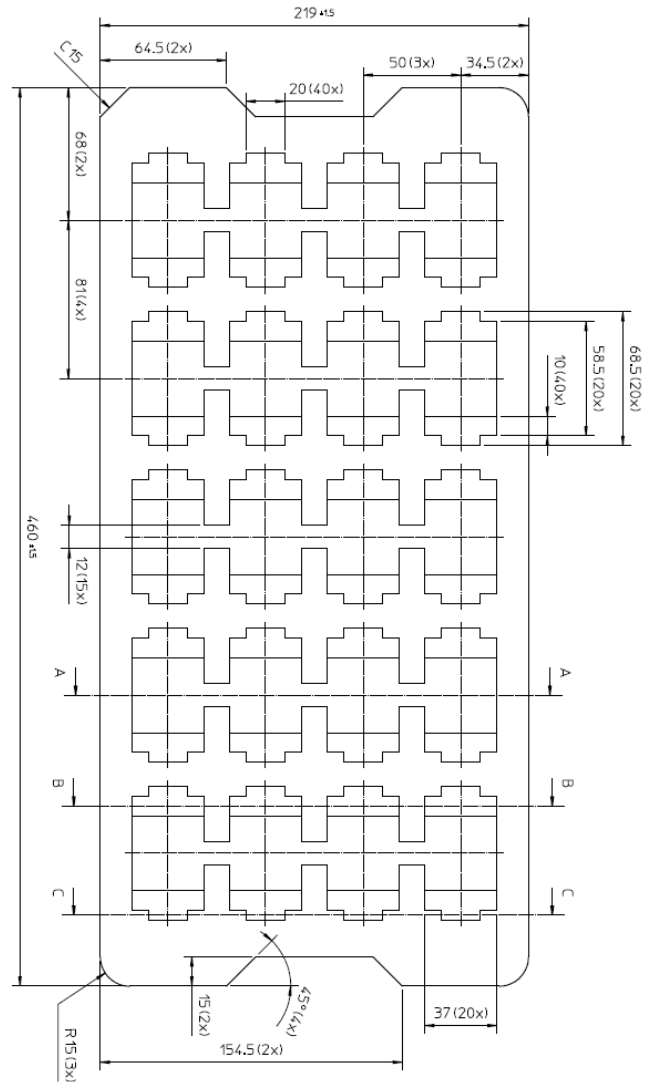 219 ±1.5
64.5 (2x)
50 (3x)
34.5 (2x)
C15
20 (40x)
68 (2x)
81 (4x)
10 (40x)
58.5 (20x)
68.5 (20x)
460 ±1.5
12 (15x)
A
A
B
B
C
C
15 (2x)
45° (4x)
37 (20x)
R15 (3x)
154.5 (2x)